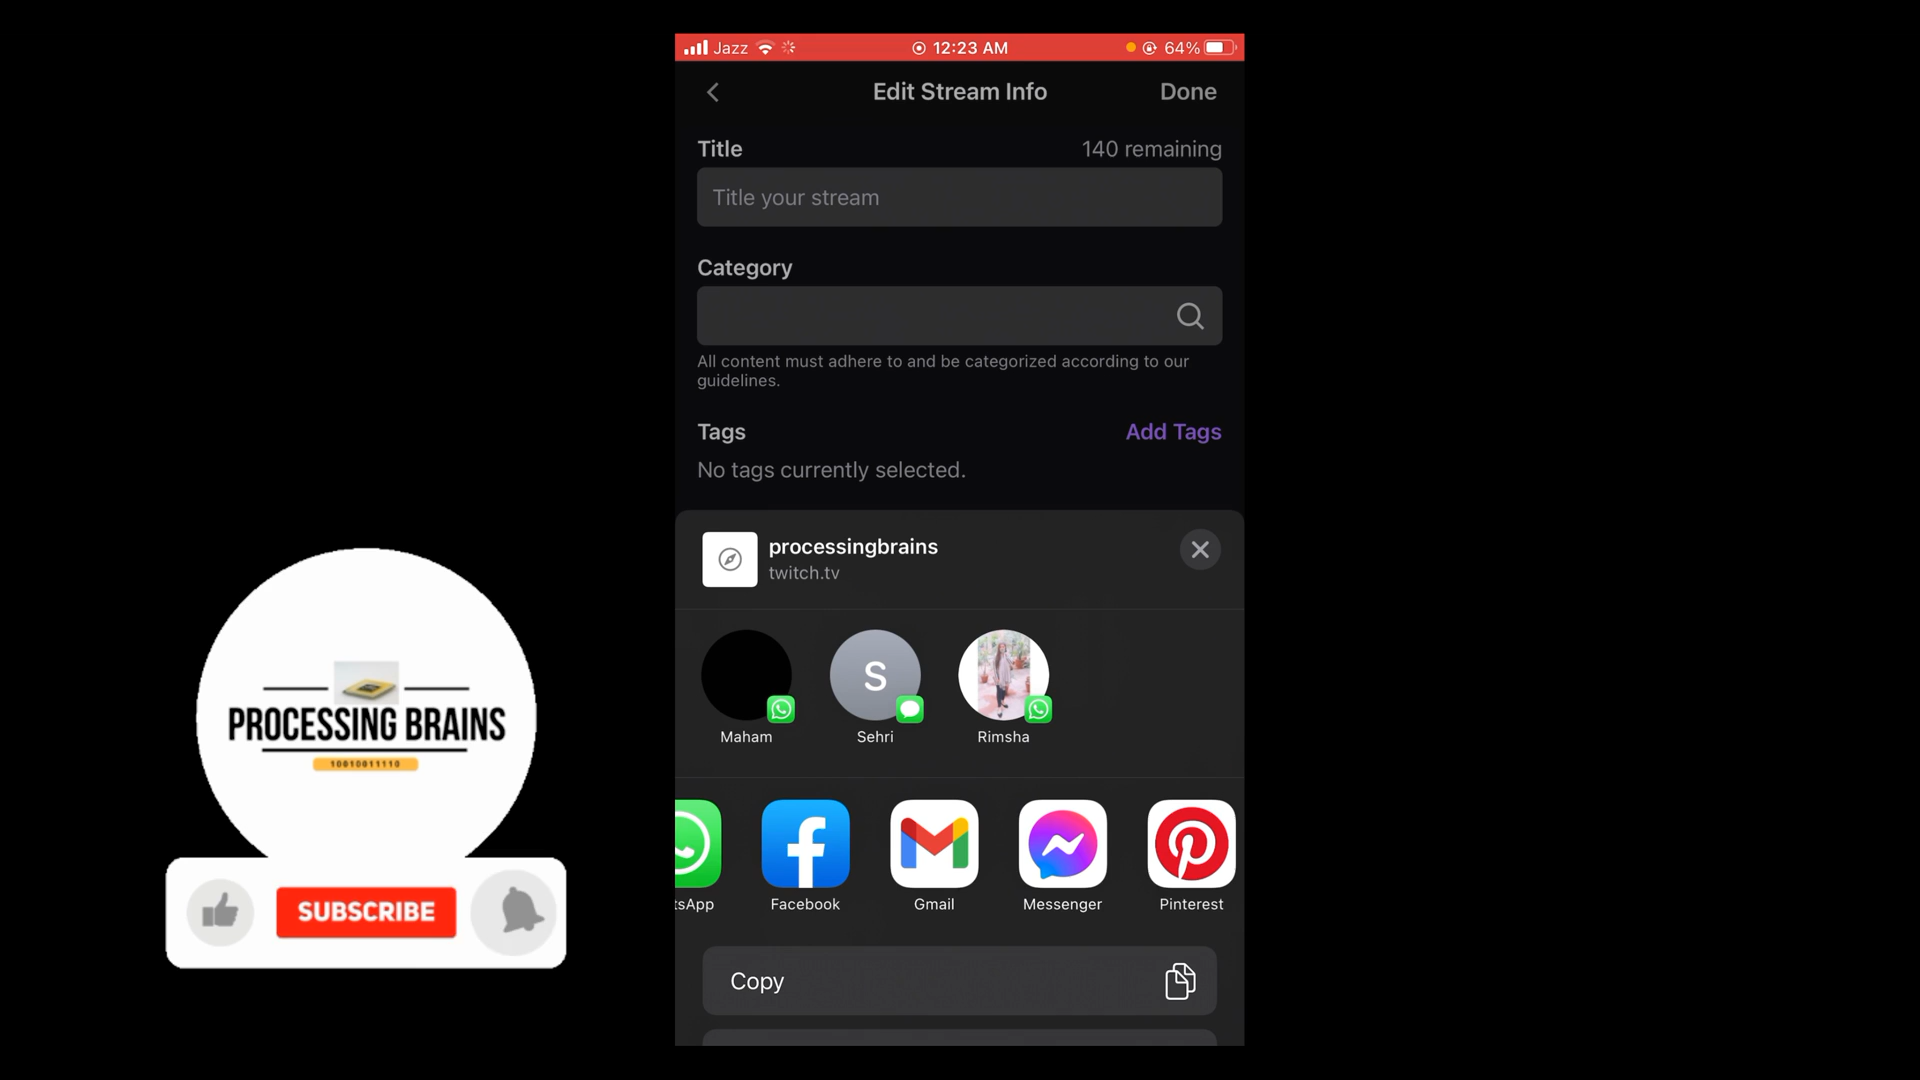 Jazz
12:23 AM
64%
Edit Stream Info
Done
Title
140 remaining
Title your stream
Category
All content must adhere to and be categorized according to our
guidelines.
Tags
Add Tags
No tags currently selected.
processingbrains
twitch.tv
S
Maham
Sehri
Rimsha
tsApp
Facebook
Gmail
Messenger
Pinterest
Copy
PROCESSING BRAINS
10010011110
SUBSCRIBE